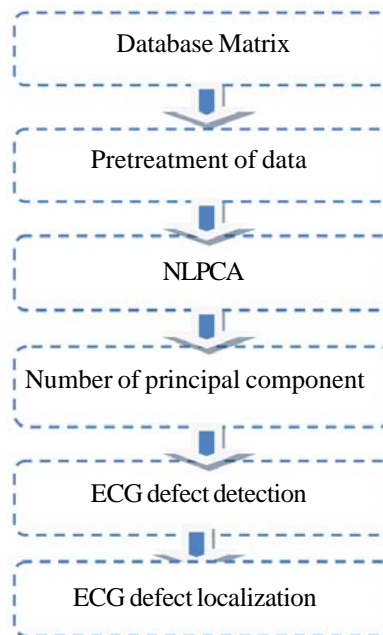 Database Matrix
Pretreatment of data
NLPCA
Number of principal component
ECG defect detection
ECG defect localization